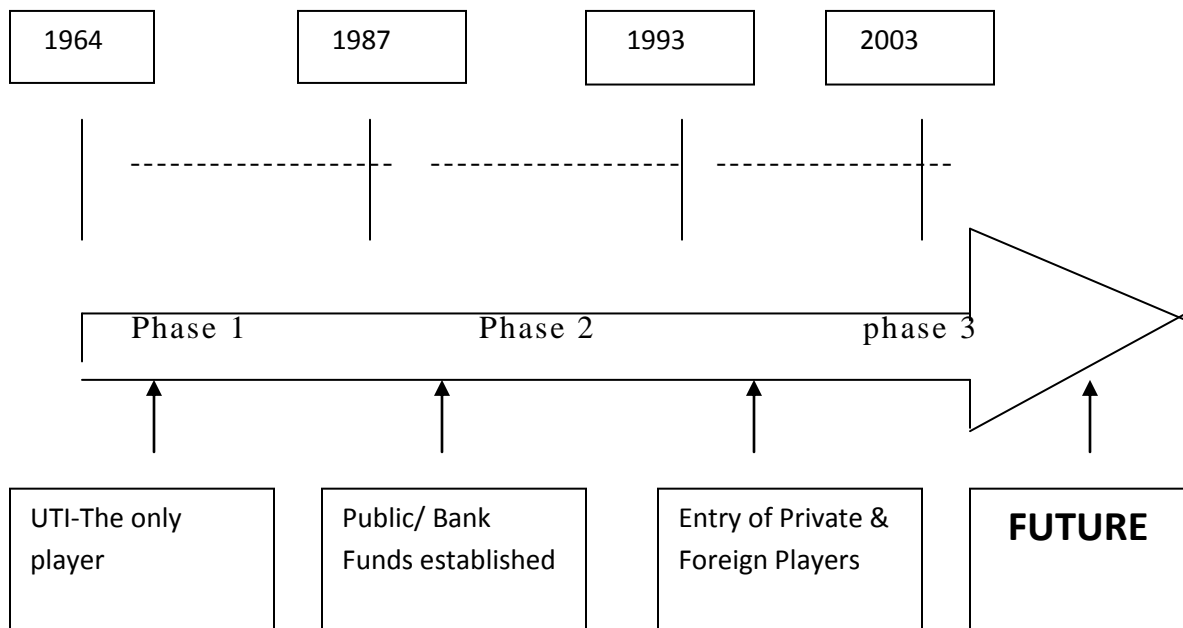 1964
1987
1993
2003
Phase 1
Phase 2
phase 3
UTI-The only
player
Public/ Bank
Funds established
Entry of Private &
Foreign Players
FUTURE